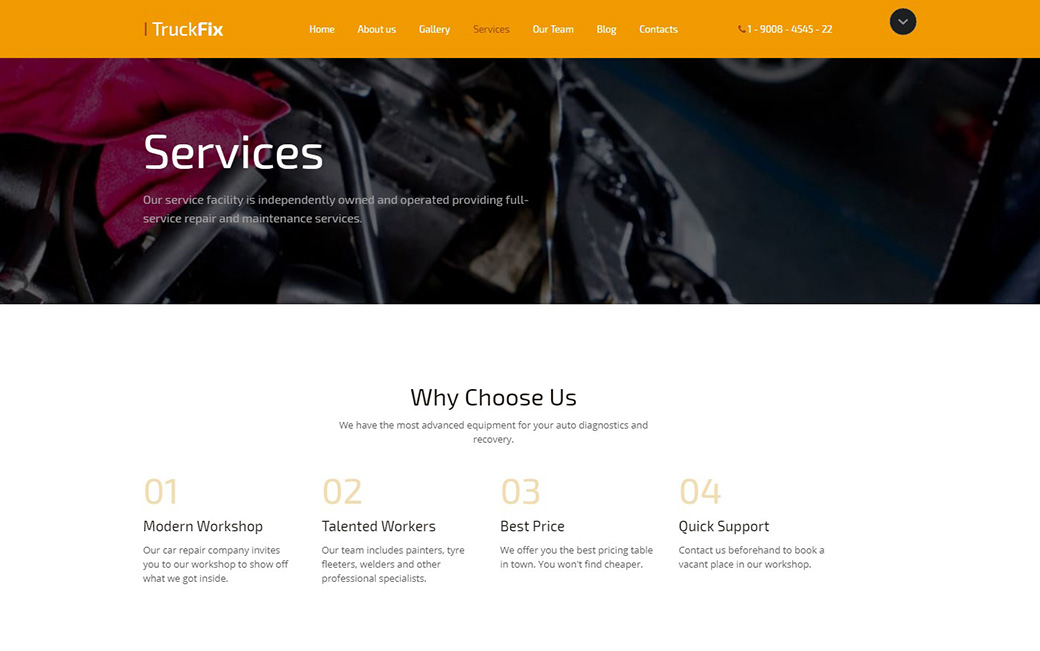 TruckFix
Home About us Gallery Services Our Team Blog Contacts
1 - 9008 - 4545 - 22
Services
Our service facility is independently owned and operated providing full-
service repair and maintenance services.
Why Choose Us
We have the most advanced equipment for your auto diagnostics and
recovery.
01
Modern Workshop
Our car repair company invites
you to our workshop to show off
what we got inside.
02
Talented Workers
Our team includes painters, tyre
fleeters, welders and other
professional specialists.
03
Best Price
We offer you the best pricing table
in town. You won't find cheaper.
04
Quick Support
Contact us beforehand to book a
vacant place in our workshop.